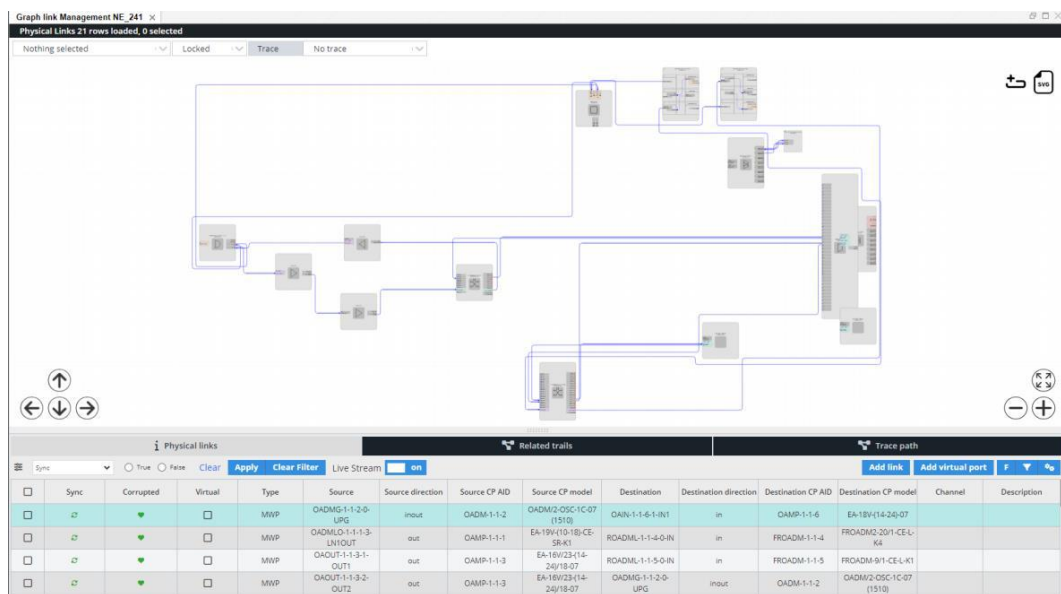 Graph link Management NE_241
Physical Links 21 rows loaded, 0 selected
Nothing selected Locked Trace No trace
SVG
Physical links Related trails Trace path
Sync True False Clear Apply Clear Filter Live Stream on Add link Add virtual port F
Sync Corrupted Virtual Type Source Source direction Source CP AID Source CP model Destination Destination direction Destination CP AID Destination CP model Channel Description
MWP OADMG-1-1-2-0-UPG inout OADM-1-1-2 OADM/2-OSC-1C-07 (1510) OAIN-1-1-6-1-IN1 in OAMP-1-1-6 EA-18V-(14-24)-07
MWP OADMLO-1-1-1-3-LN1OUT out OAMP-1-1-1 EA-19V-(10-18)-CE-SR-K1 ROADML-1-1-4-0-IN in FROADM-1-1-4 FROADM2-20/1-CE-L-K4
MWP OAOUT-1-1-3-1-OUT1 out OAMP-1-1-3 EA-16V/23-(14-24)/18-07 ROADML-1-1-5-0-IN in FROADM-1-1-5 FROADM-9/1-CE-L-K1
MWP OAOUT-1-1-3-2-OUT2 out OAMP-1-1-3 EA-16V/23-(14-24)/18-07 OADMG-1-1-2-0-UPG inout OADM-1-1-2 OADM/2-OSC-1C-07 (1510)